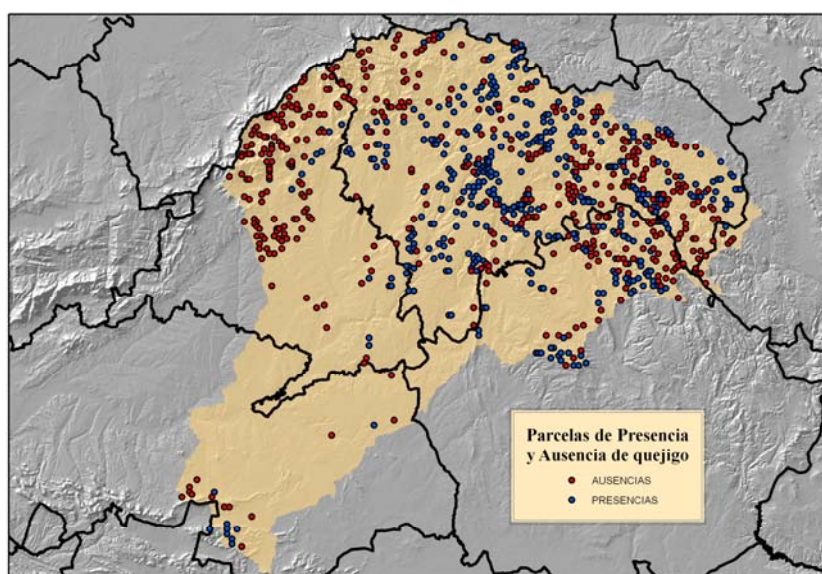 Parcelas de Presencia
y Ausencia de quejigo
AUSENCIAS
PRESENCIAS